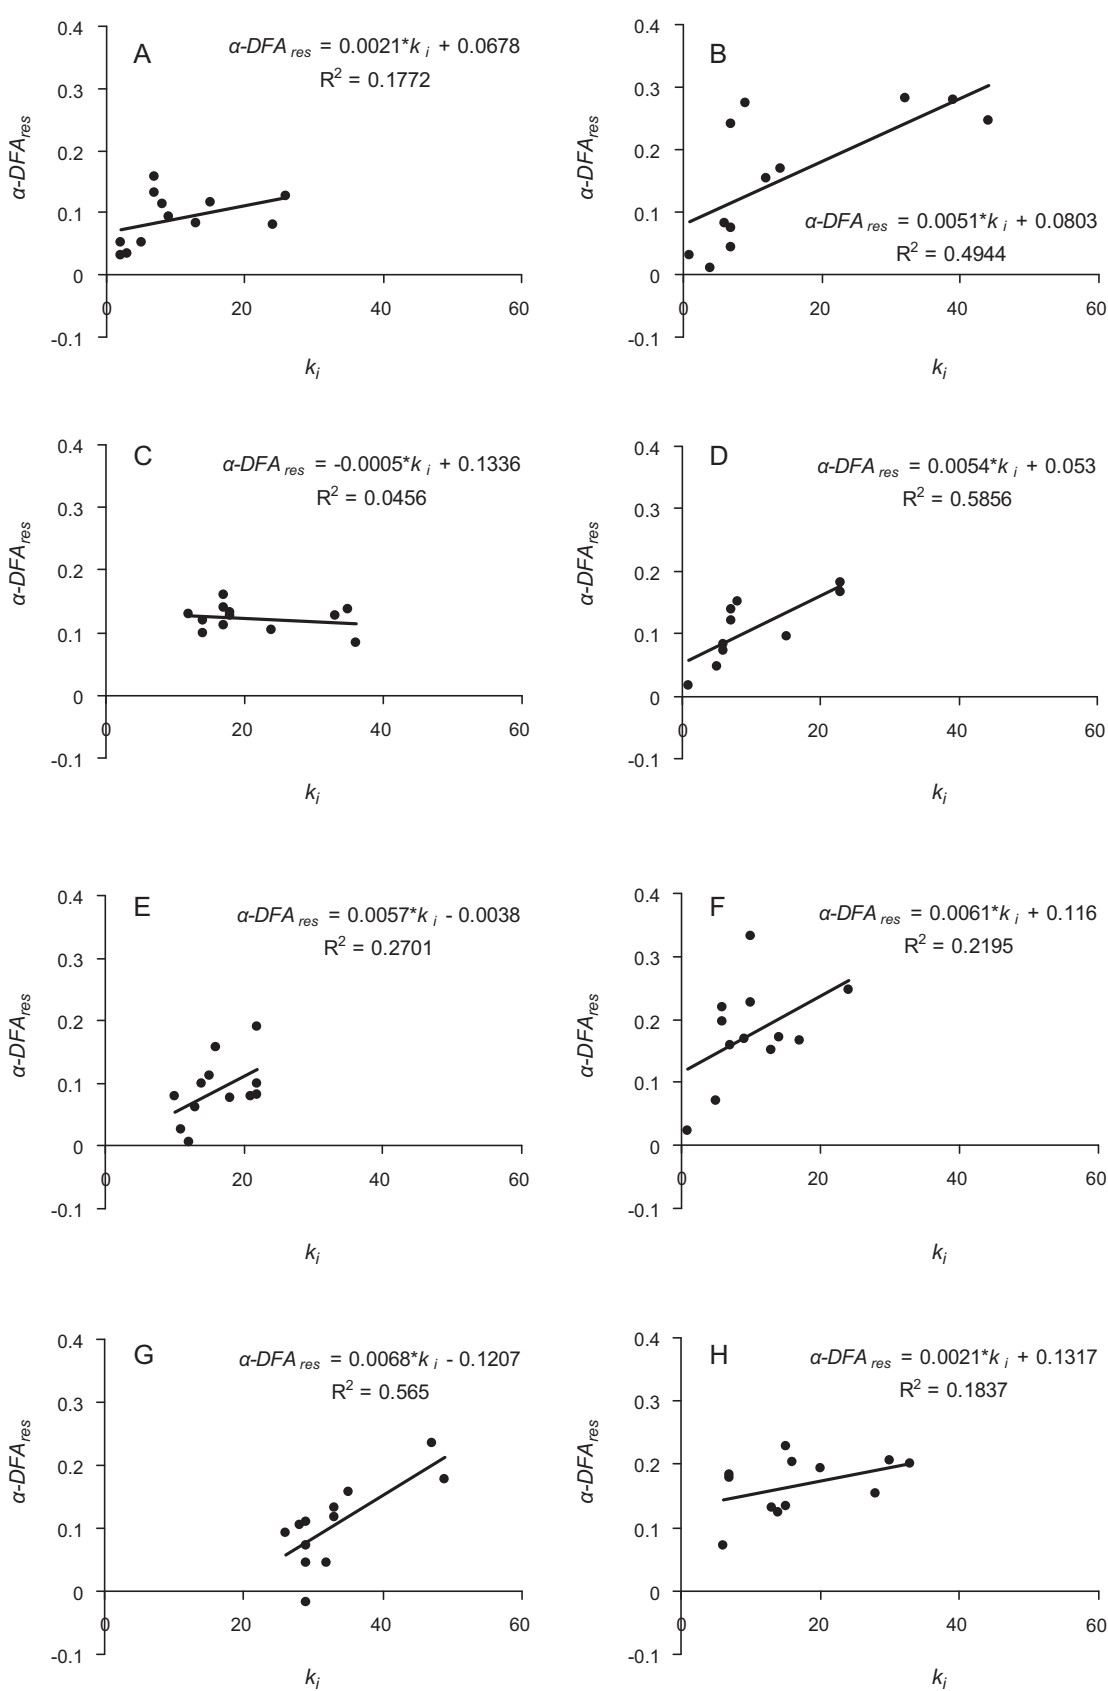 A
α-DFA res = 0.0021*k i + 0.0678
R2 = 0.1772
α-DFAres
0.4
0.3
0.2
0.1
0
-0.1
0 20 40 60
ki
B
α-DFA res = 0.0051*k i + 0.0803
R2 = 0.4944
α-DFAres
0.4
0.3
0.2
0.1
0
-0.1
0 20 40 60
ki
C
α-DFA res = -0.0005*k i + 0.1336
R2 = 0.0456
α-DFAres
0.4
0.3
0.2
0.1
0
-0.1
0 20 40 60
ki
D
α-DFA res = 0.0054*k i + 0.053
R2 = 0.5856
α-DFAres
0.4
0.3
0.2
0.1
0
-0.1
0 20 40 60
ki
E
α-DFA res = 0.0057*k i - 0.0038
R2 = 0.2701
α-DFAres
0.4
0.3
0.2
0.1
0
-0.1
0 20 40 60
ki
F
α-DFA res = 0.0061*k i + 0.116
R2 = 0.2195
α-DFAres
0.4
0.3
0.2
0.1
0
-0.1
0 20 40 60
ki
G
α-DFA res = 0.0068*k i - 0.1207
R2 = 0.565
α-DFAres
0.4
0.3
0.2
0.1
0
-0.1
0 20 40 60
ki
H
α-DFA res = 0.0021*k i + 0.1317
R2 = 0.1837
α-DFAres
0.4
0.3
0.2
0.1
0
-0.1
0 20 40 60
ki